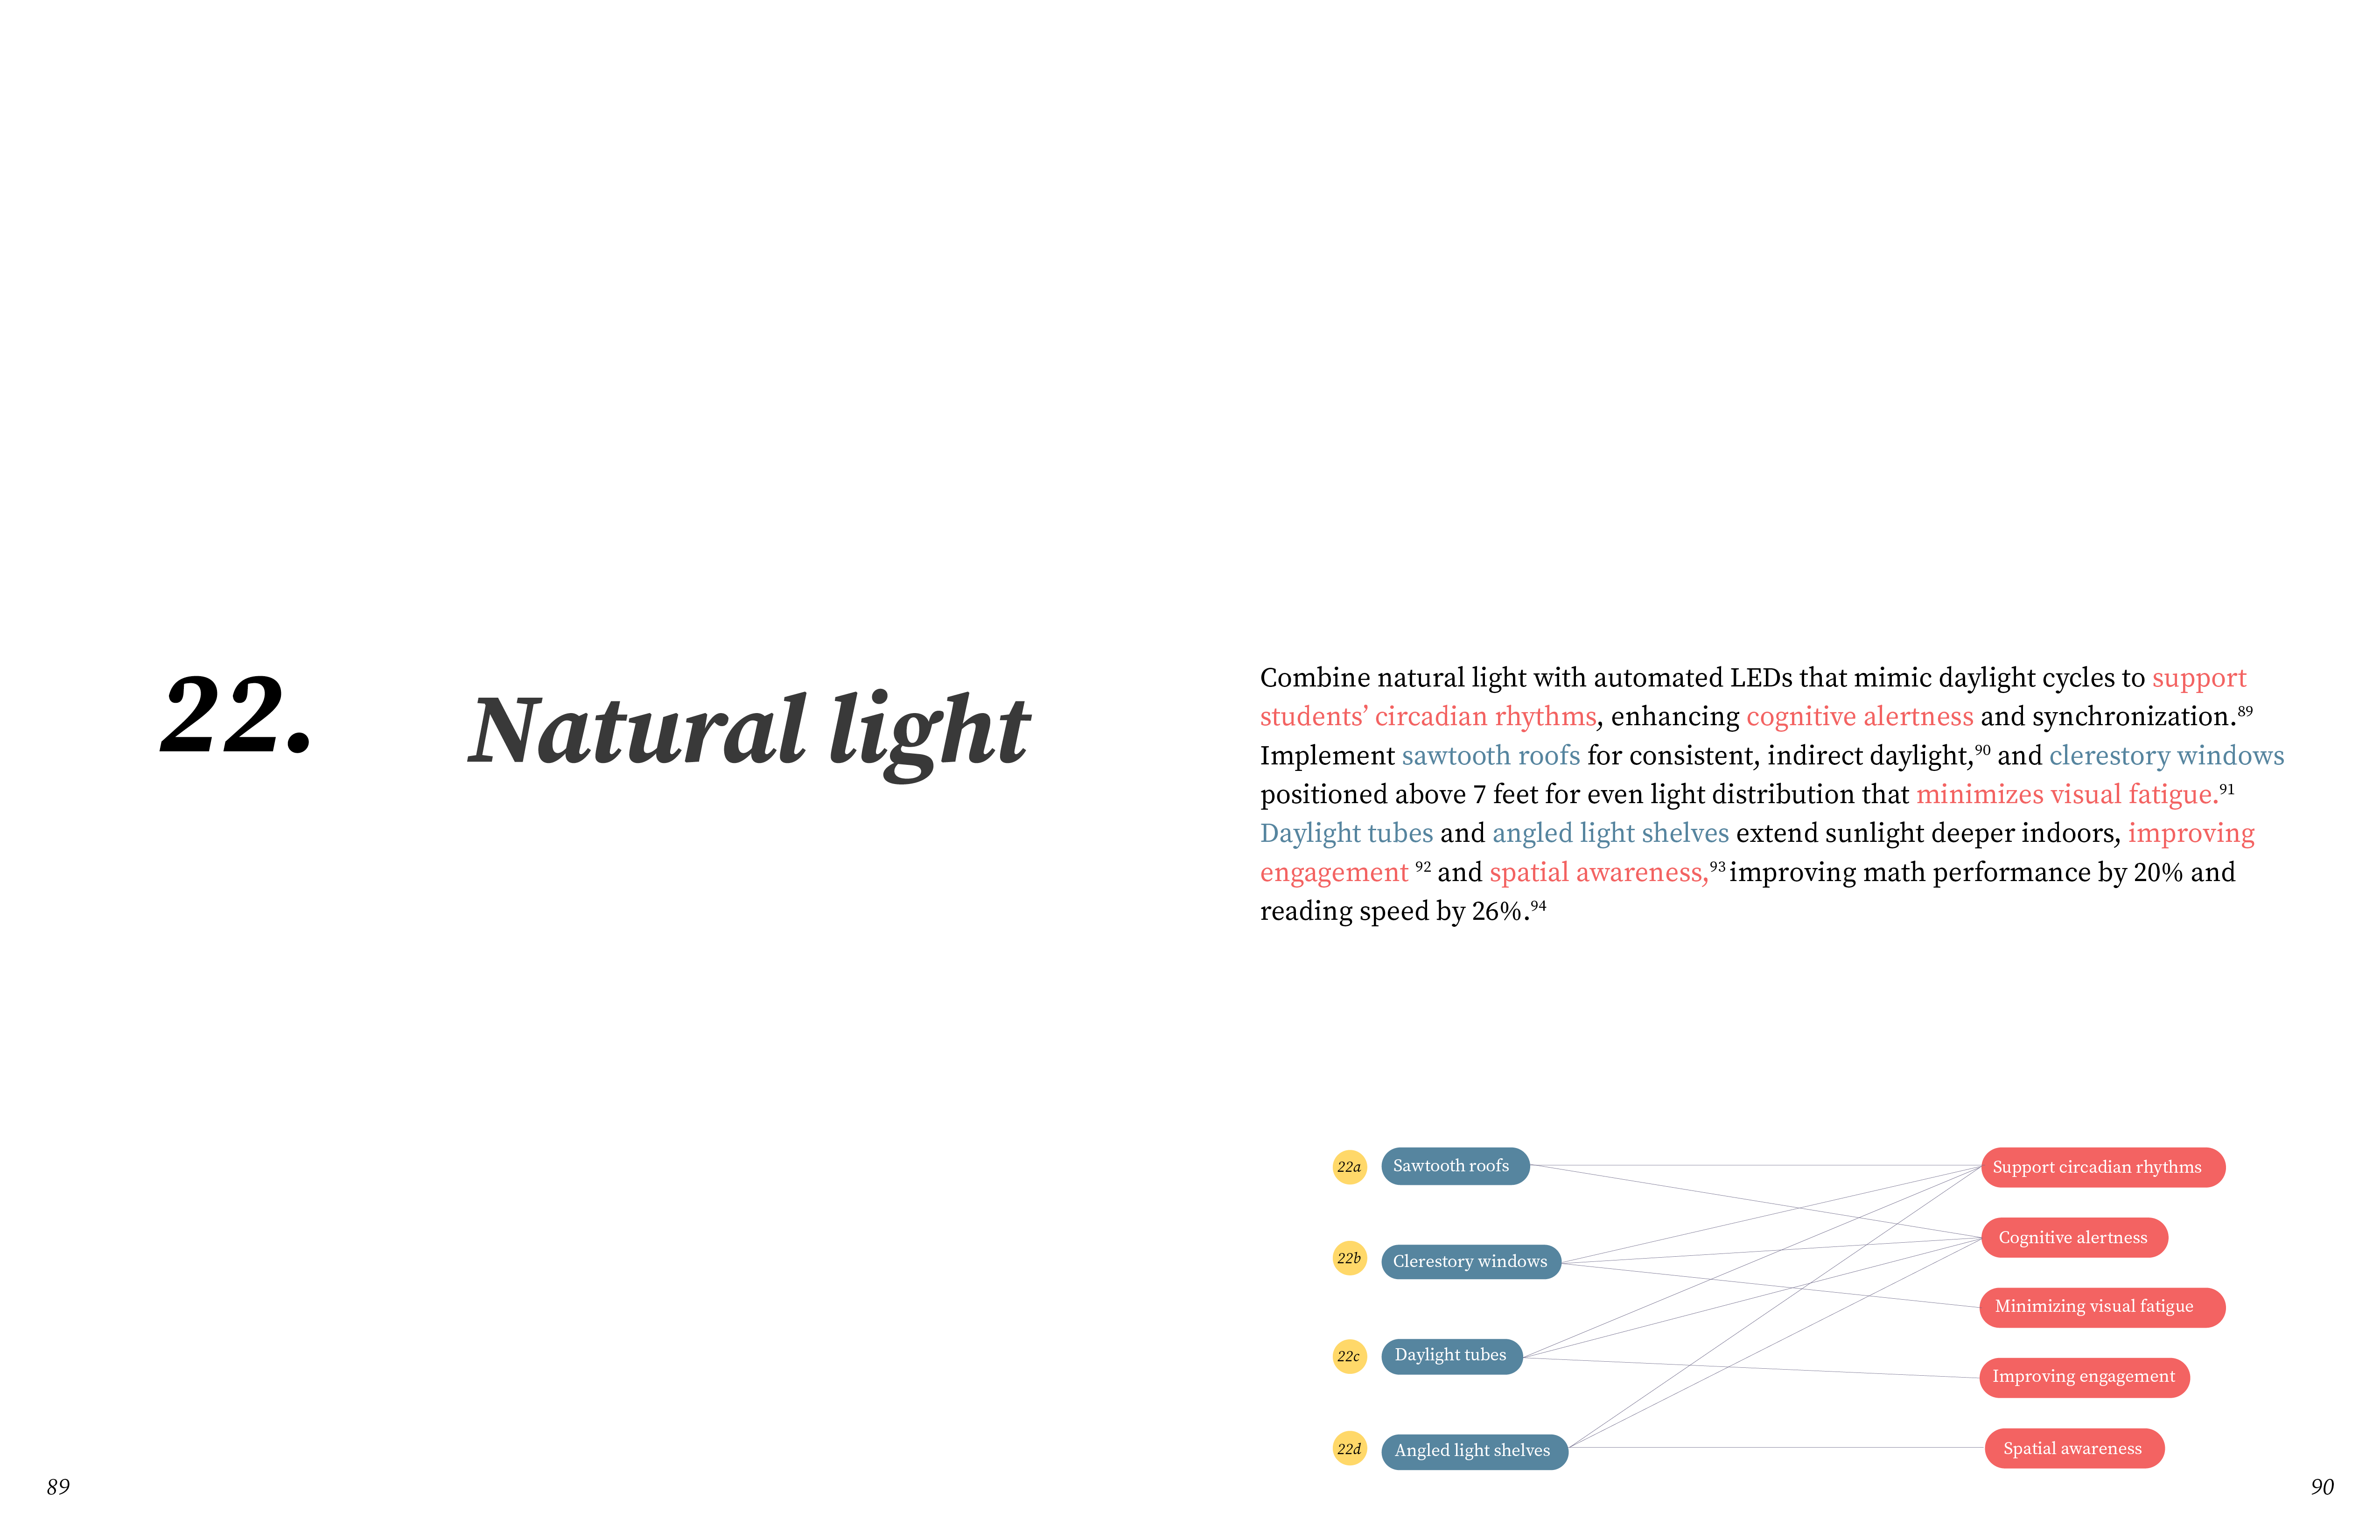 22.
Natural light
Combine natural light with automated LEDs that mimic daylight cycles to support
students’ circadian rhythms, enhancing cognitive alertness and synchronization.89
Implement sawtooth roofs for consistent, indirect daylight,90 and clerestory windows
positioned above 7 feet for even light distribution that minimizes visual fatigue.91
Daylight tubes and angled light shelves extend sunlight deeper indoors, improving
engagement 92 and spatial awareness,93 improving math performance by 20% and
reading speed by 26%.94
22a
Sawtooth roofs
22b
Clerestory windows
22c
Daylight tubes
22d
Angled light shelves
Support circadian rhythms
Cognitive alertness
Minimizing visual fatigue
Improving engagement
Spatial awareness
89
90